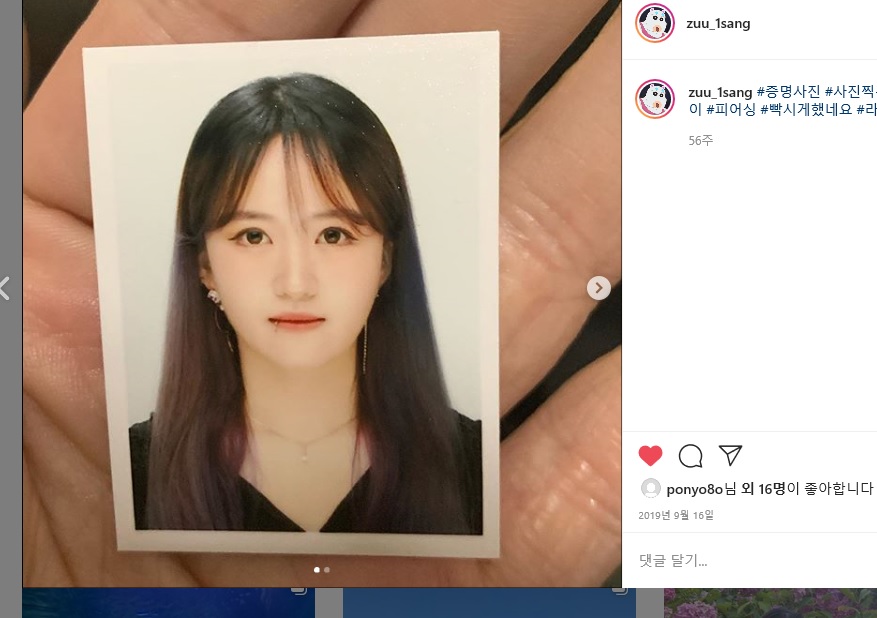 zuu_1sang
zuu_1sang #증명사진 #사진찍
이 #피어싱 #빡시게했네요 #라
56주
ponyo8o님 외 16명이 좋아합니다
2019년 9월 16일
댓글 달기...